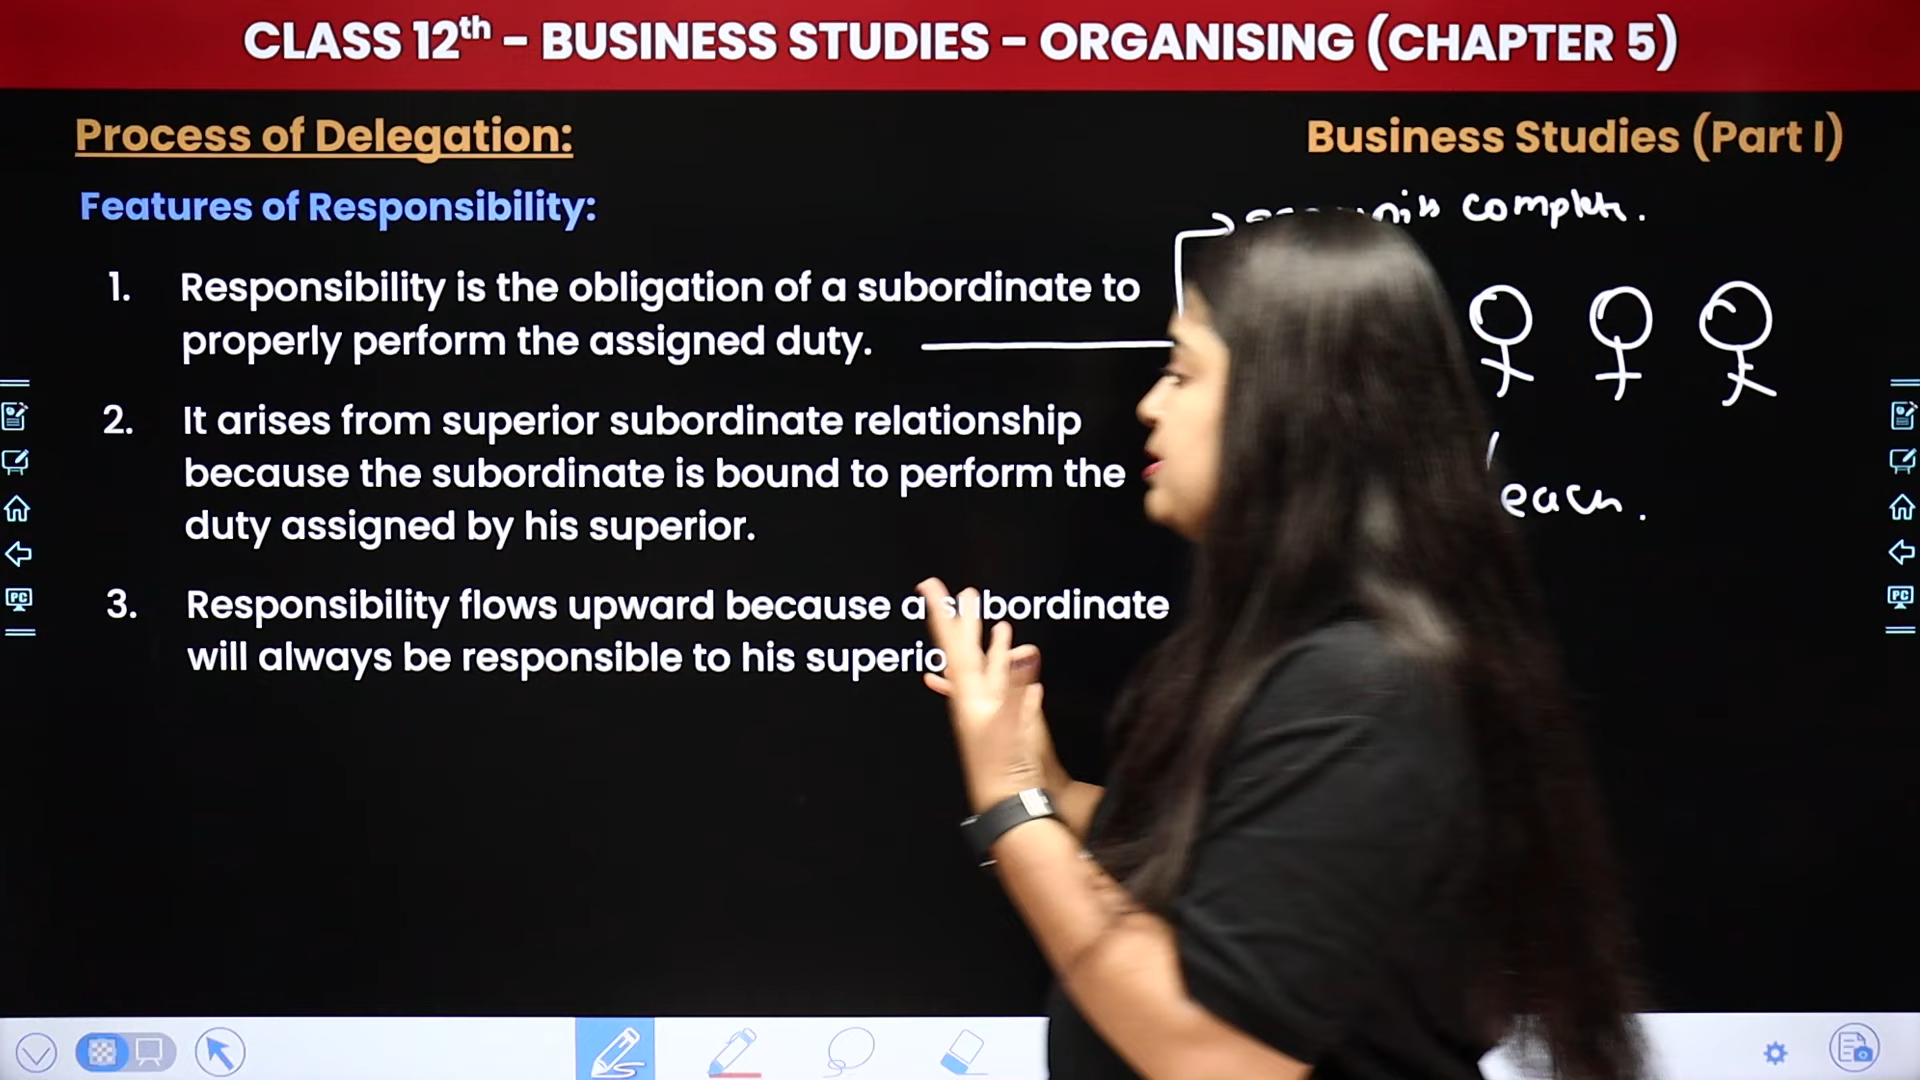 CLASS 12th - BUSINESS STUDIES - ORGANISING (CHAPTER 5)
Process of Delegation:
Business Studies (Part I)
Features of Responsibility:
complete.
1. Responsibility is the obligation of a subordinate to
properly perform the assigned duty.
2. It arises from superior subordinate relationship
because the subordinate is bound to perform the
duty assigned by his superior.
each.
3. Responsibility flows upward because a subordinate
will always be responsible to his
PC
PC